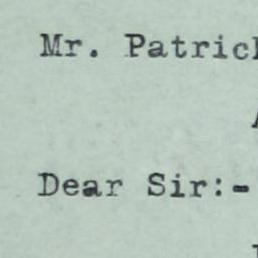 Mr. Patric
Dear Sir:-